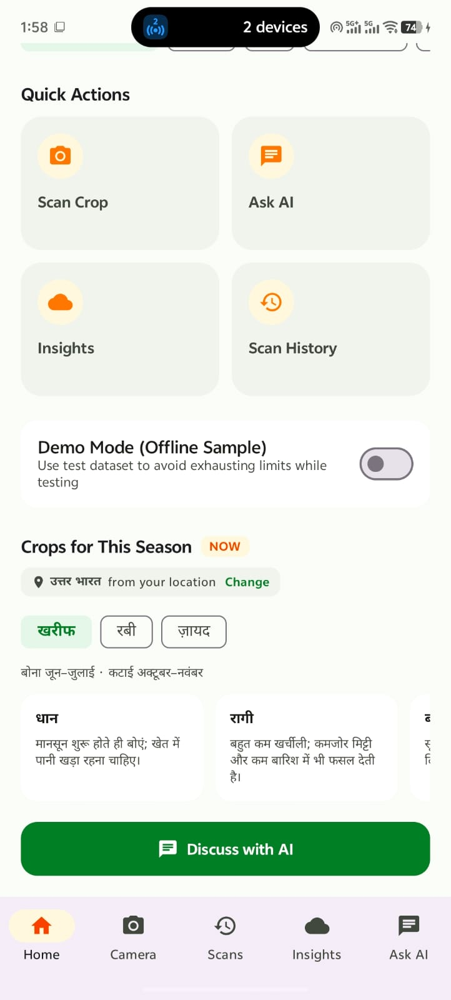 1:58
2
2 devices
5G+
5G
74
Quick Actions
Scan Crop
Ask AI
Insights
Scan History
Demo Mode (Offline Sample)
Use test dataset to avoid exhausting limits while
testing
Crops for This Season NOW
उत्तर भारत from your location Change
खरीफ रबी ज़ायद
बोना जून–जुलाई · कटाई अक्टूबर–नवंबर
धान
मानसून शुरू होते ही बोएं; खेत में
पानी खड़ा रहना चाहिए।
रागी
बहुत कम खर्चीली; कमजोर मिट्टी
और कम बारिश में भी फसल देती
है।
Discuss with AI
Home Camera Scans Insights Ask AI